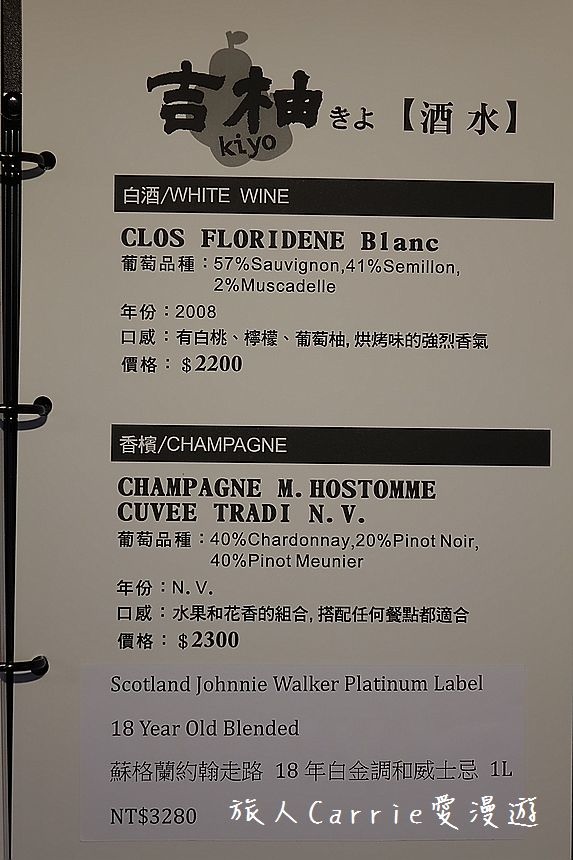 吉柚 きよ 【酒 水】
kiyo
白酒/WHITE WINE
CLOS FLORIDENE Blanc
葡萄品種：57%Sauvignon,41%Semillon,
2%Muscadelle
年份：2008
口感：有白桃、檸檬、葡萄柚,烘烤味的強烈香氣
價格：$2200
香檳/CHAMPAGNE
CHAMPAGNE M.HOSTOMME
CUVEE TRADI N.V.
葡萄品種：40%Chardonnay,20%Pinot Noir,
40%Pinot Meunier
年份：N.V.
口感：水果和花香的組合,搭配任何餐點都適合
價格：$2300
Scotland Johnnie Walker Platinum Label
18 Year Old Blended
蘇格蘭約翰走路 18 年白金調和威士忌 1L
NT$3280
旅人Carrie愛漫遊